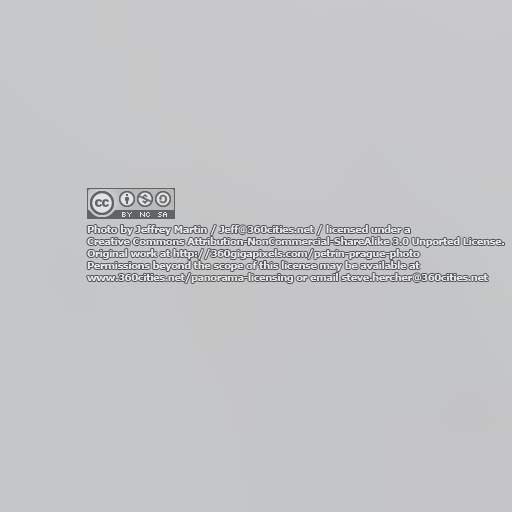 cc
BY NC SA
Photo by Jeffrey Martin / Jeff@360cities.net / licensed under a
Creative Commons Attribution-NonCommercial-ShareAlike 3.0 Unported License.
Original work at http://360gigapixels.com/petrin-prague-photo
Permissions beyond the scope of this license may be available at
www.360cities.net/panorama-licensing or email steve.hercher@360cities.net